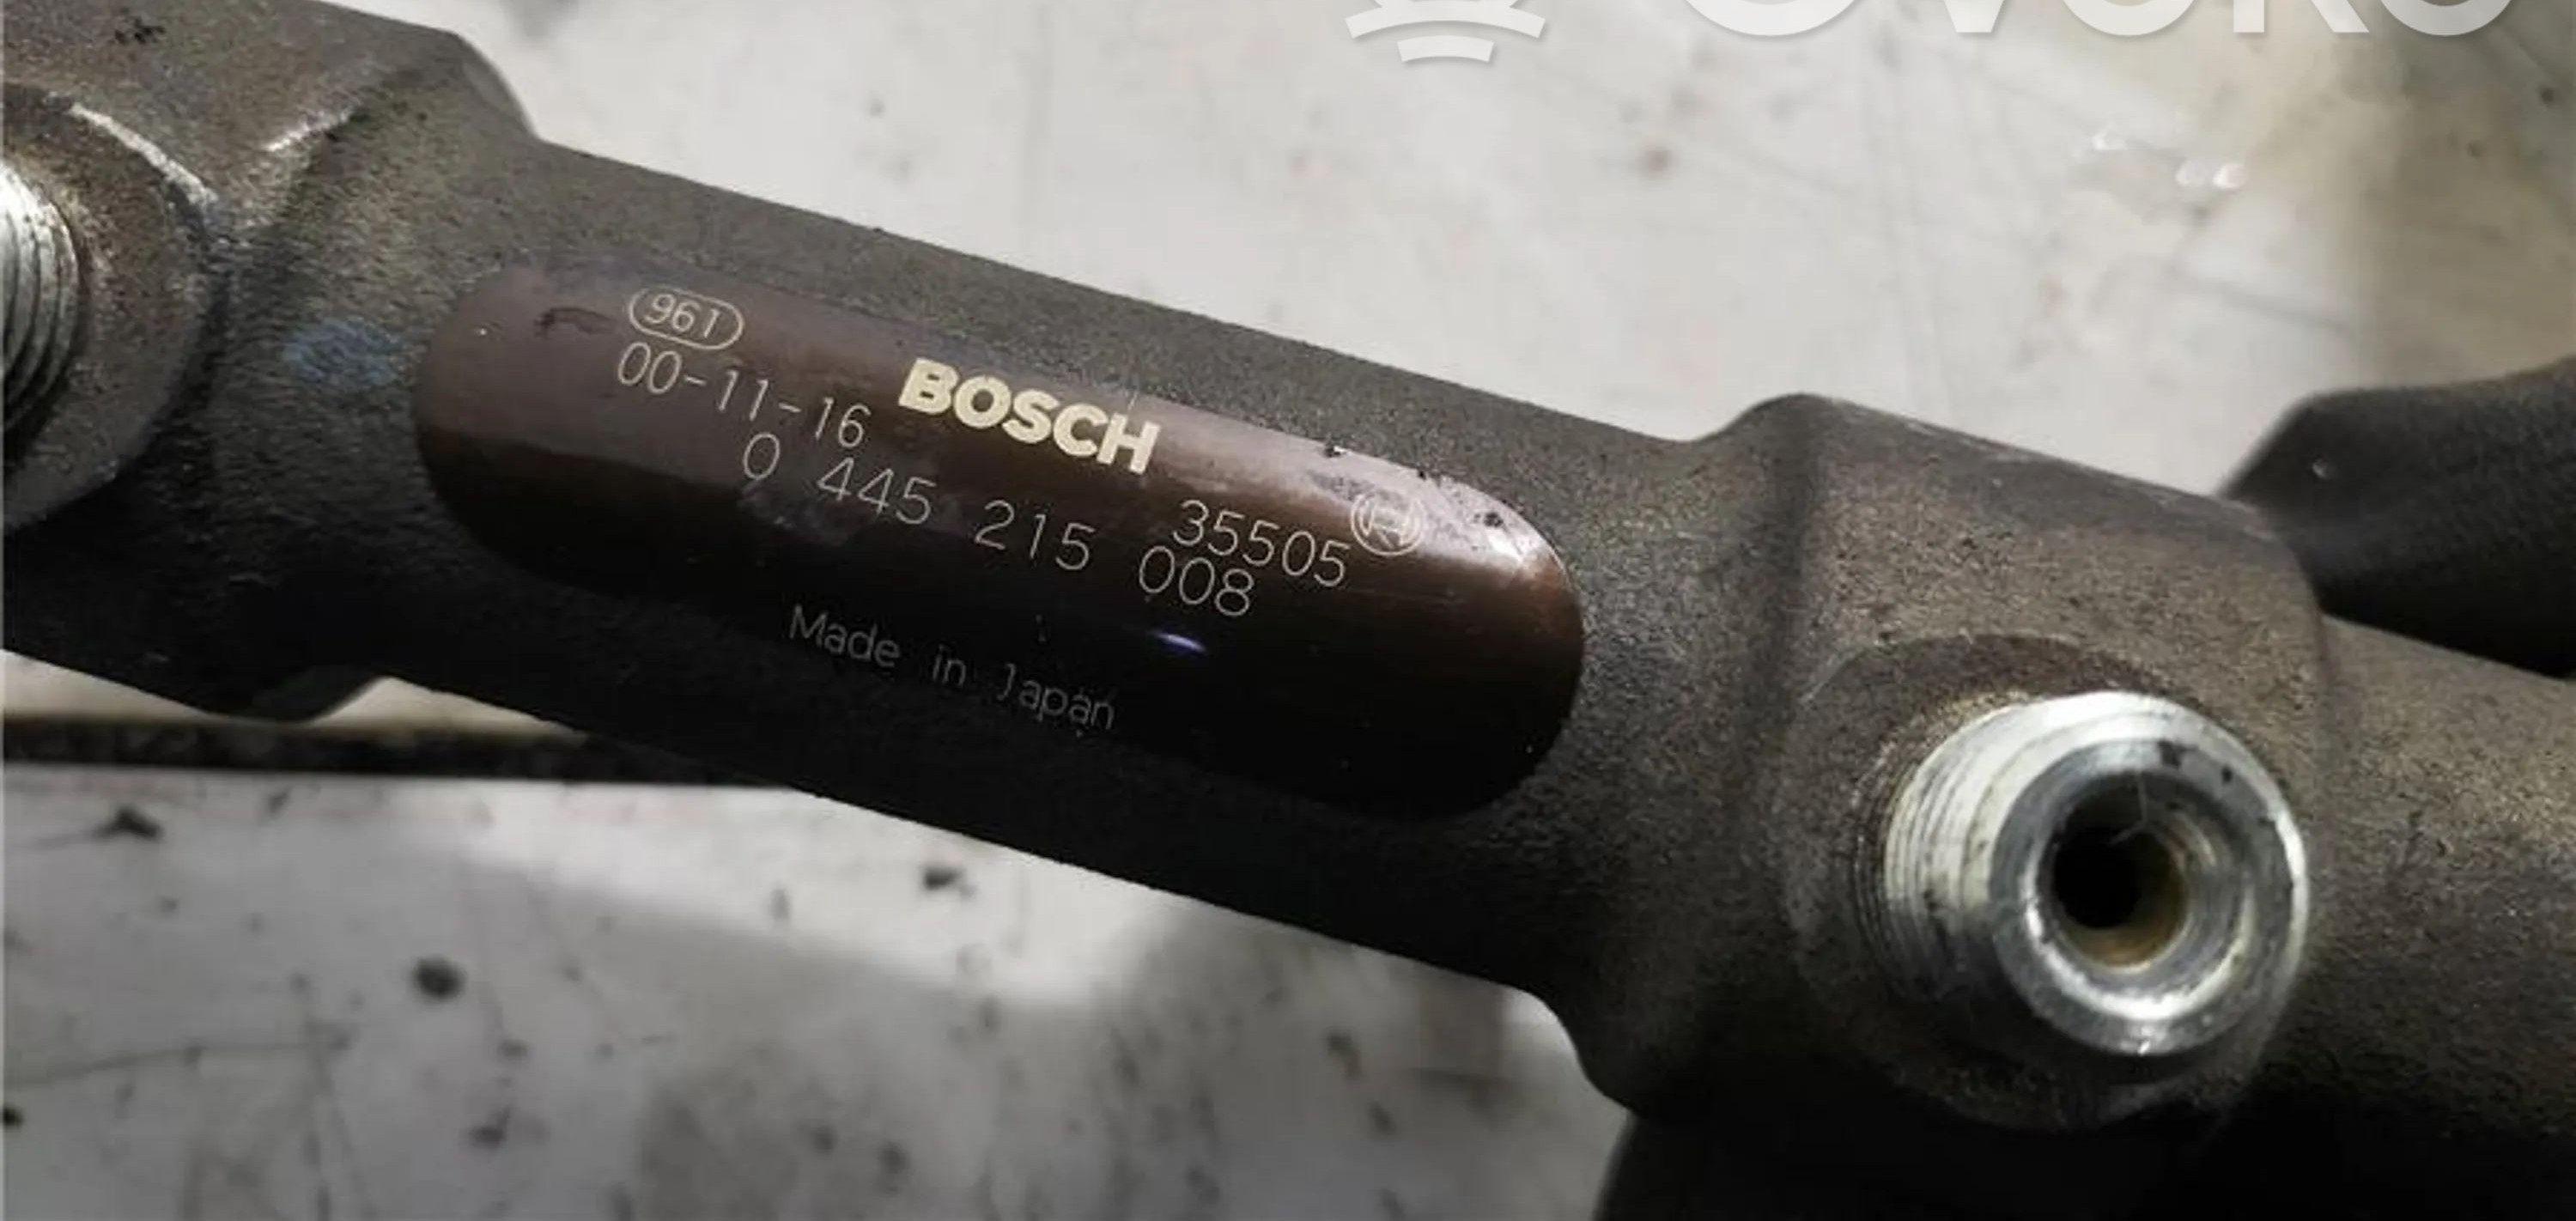 961
00-11-16 BOSCH 35505
0 445 215 008
Made in Japan